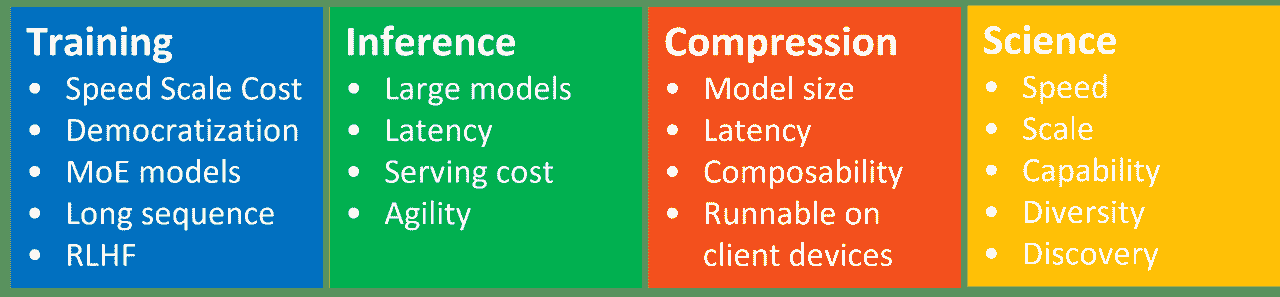 Training
• Speed Scale Cost
• Democratization
• MoE models
• Long sequence
• RLHF
Inference
• Large models
• Latency
• Serving cost
• Agility
Compression
• Model size
• Latency
• Composability
• Runnable on
client devices
Science
• Speed
• Scale
• Capability
• Diversity
• Discovery